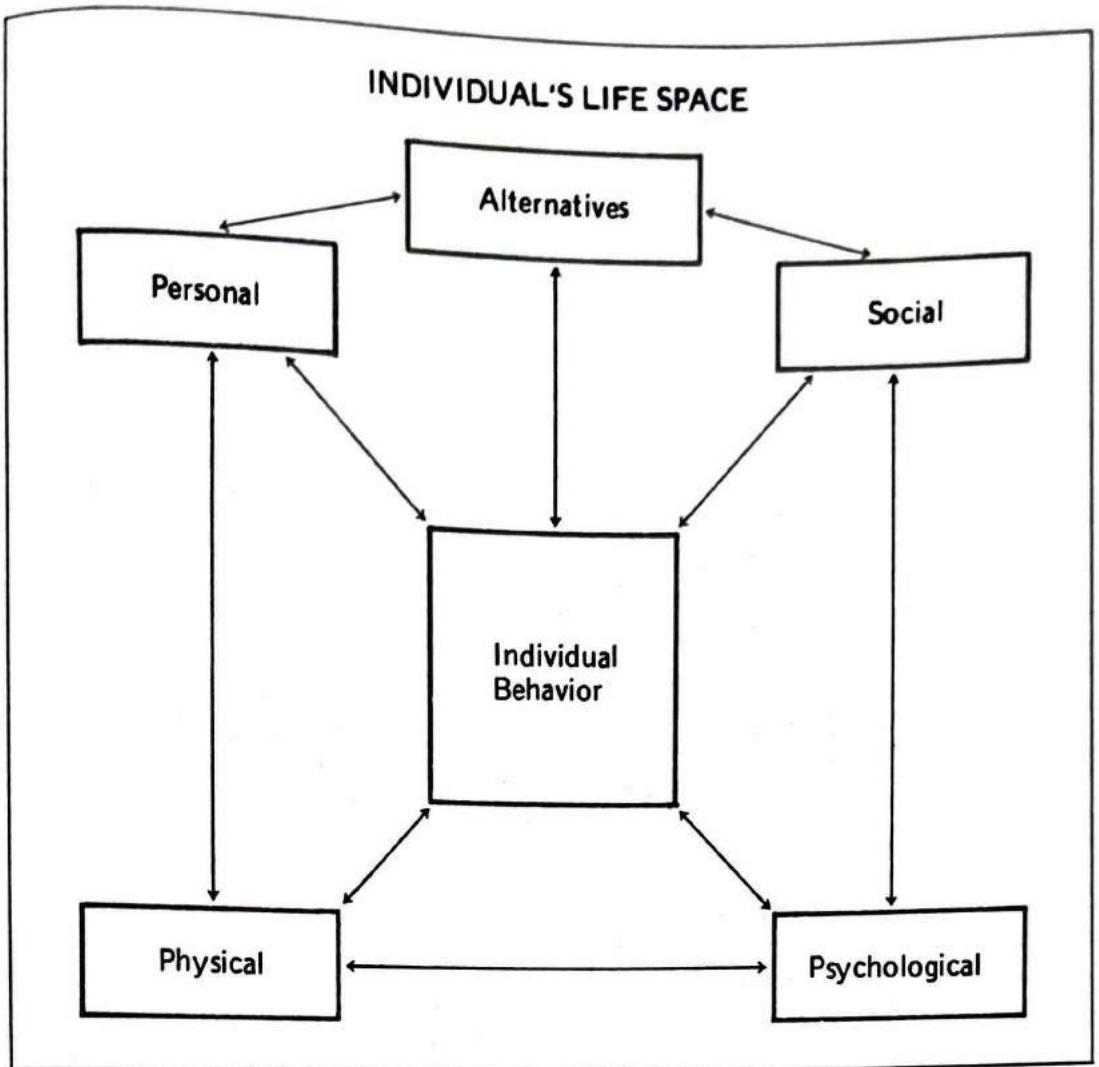 INDIVIDUAL'S LIFE SPACE
Alternatives
Personal
Social
Individual
Behavior
Physical
Psychological